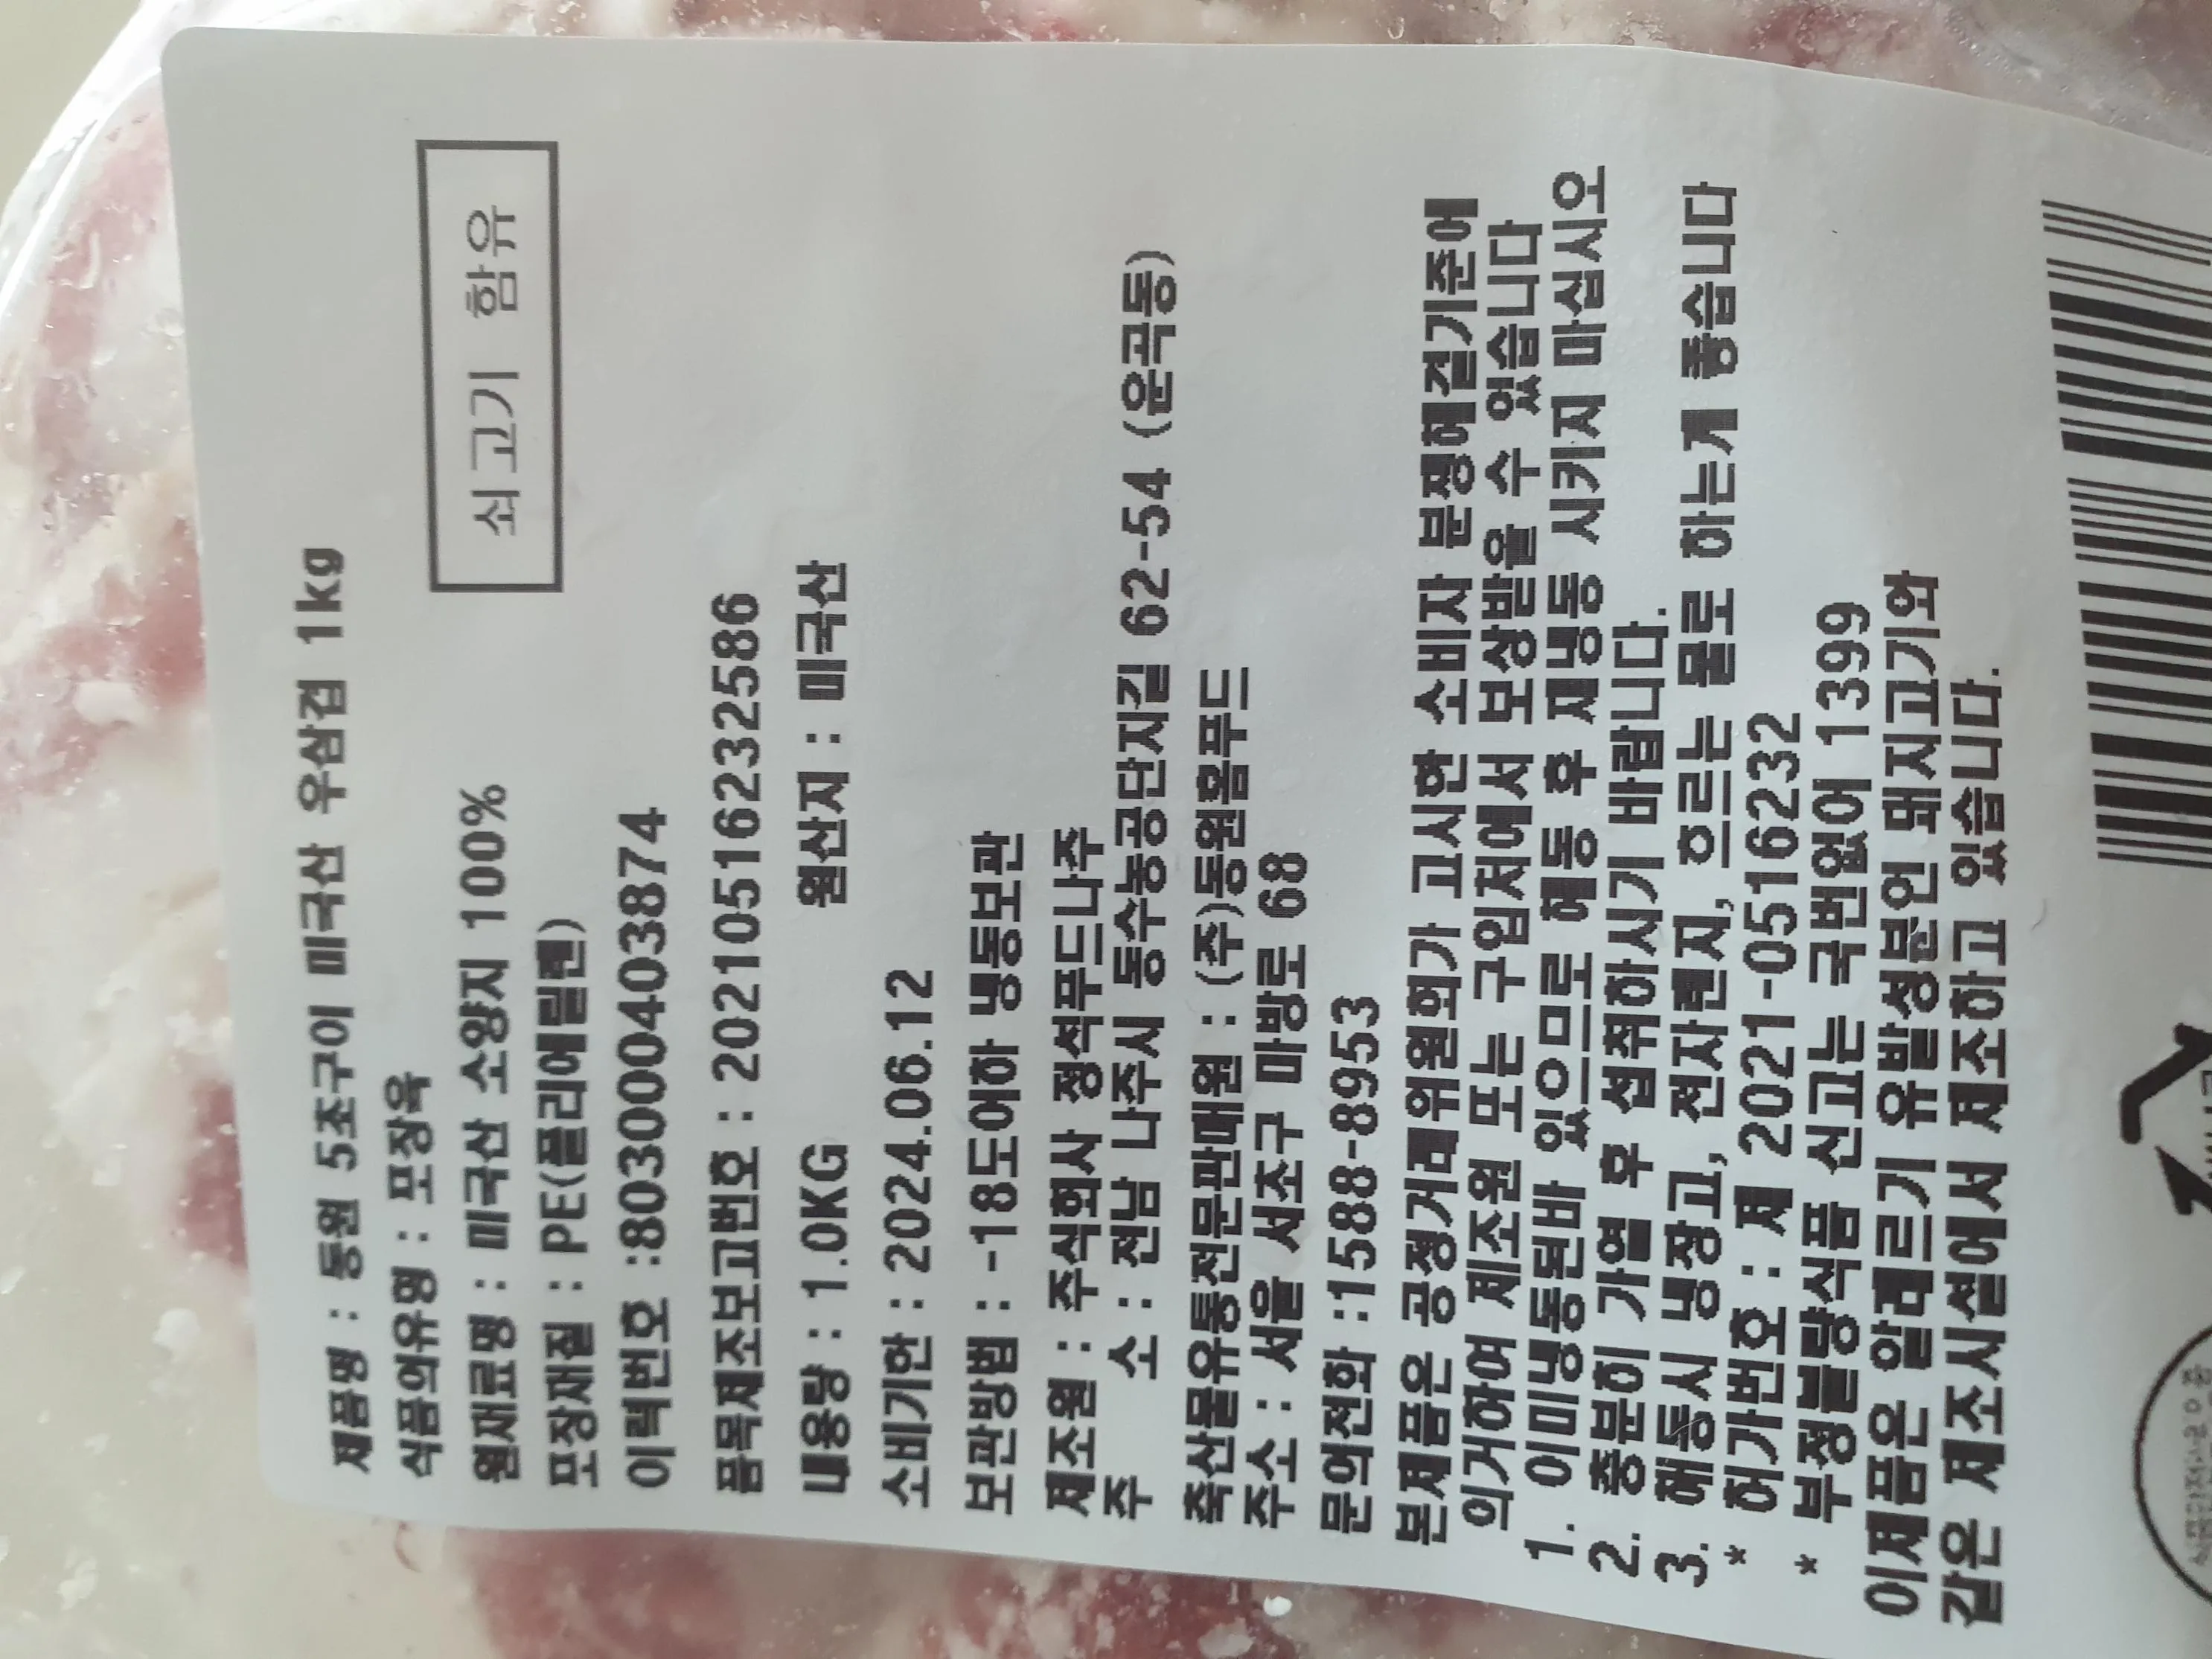 제품명 : 동원 5초구이 미국산 우삼겹 1kg
식품의유형 : 포장육
쇠고기 함유
원재료명 : 미국산 소양지 100%
포장재질 : PE(폴리에틸렌)
이력번호 :803000403874
품목제조보고번호 : 20210516232586
내용량 : 1.0KG 원산지 : 미국산
소비기한 : 2024.06.12
보관방법 : -18도이하 냉동보관
제조원 : 주식회사 정석푸드나주
주 소 : 전남 나주시 동수농공단지길 62-54 (운곡동)
축산물유통전문판매원 : (주)동원홈푸드
주소 : 서울 서초구 마방로 68
문의전화 :1588-8953
본제품은 공정거래위원회가 고시한 소비자 분쟁해결기준에
의거하여 제조원 또는 구입처에서 보상받을 수 있습니다
1. 이미냉동된바 있으므로 해동 후 재냉동 시키지 마십시오
2. 충분히 가열 후 섭취하시기 바랍니다.
3. 해동시 냉장고, 전자렌지, 흐르는 물로 하는게 좋습니다
* 허가번호 : 제 2021-0516232
* 부정불량식품 신고는 국번없이 1399
이제품은 알레르기 유발성분인 돼지고기와
같은 제조시설에서 제조하고 있습니다.